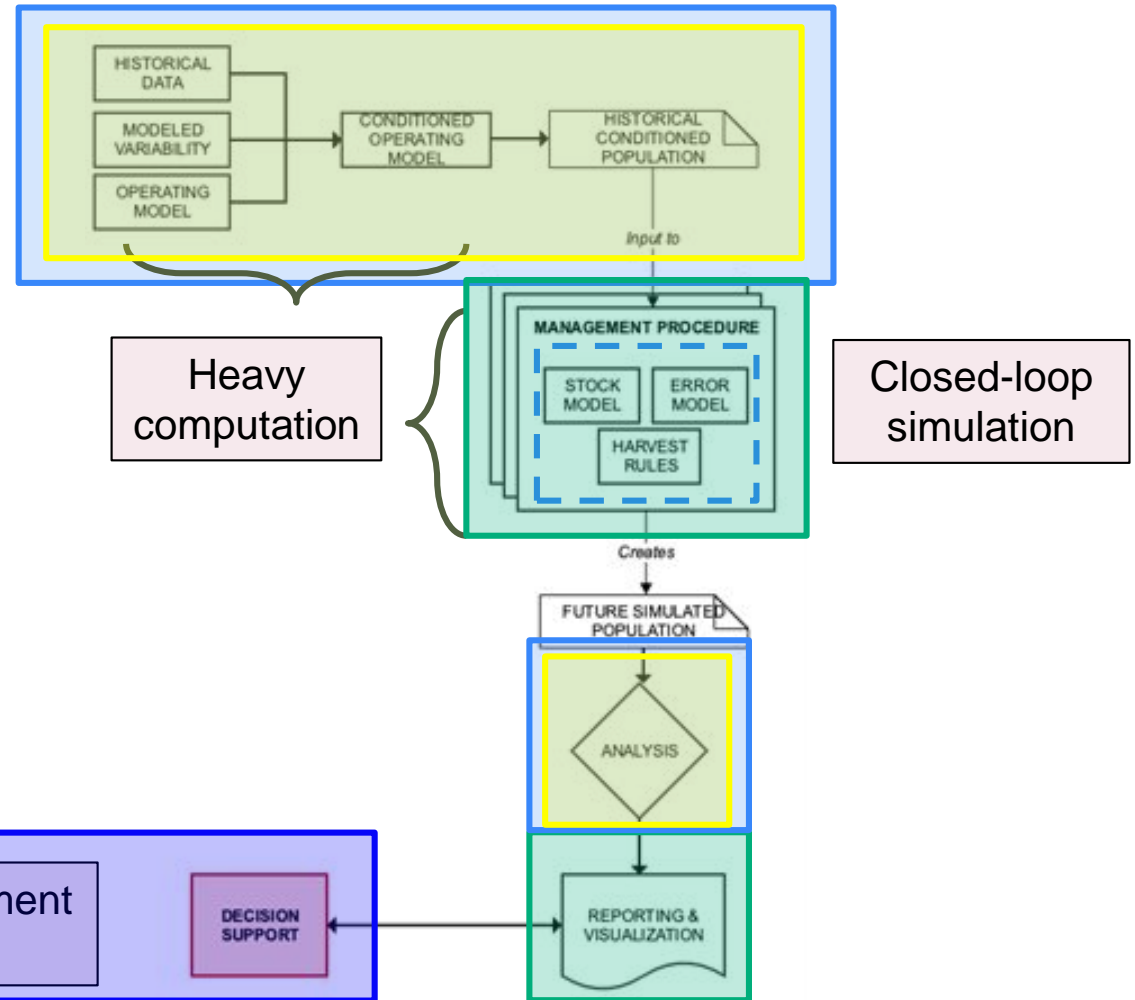 HISTORICAL
DATA
MODELED
VARIABILITY
OPERATING
MODEL
CONDITIONED
OPERATING
MODEL
HISTORICAL
CONDITIONED
POPULATION
Input to
Heavy
computation
MANAGEMENT PROCEDURE
STOCK
MODEL
ERROR
MODEL
HARVEST
RULES
Closed-loop
simulation
Creates
FUTURE SIMULATED
POPULATION
ANALYSIS
DECISION
SUPPORT
REPORTING &
VISUALIZATION